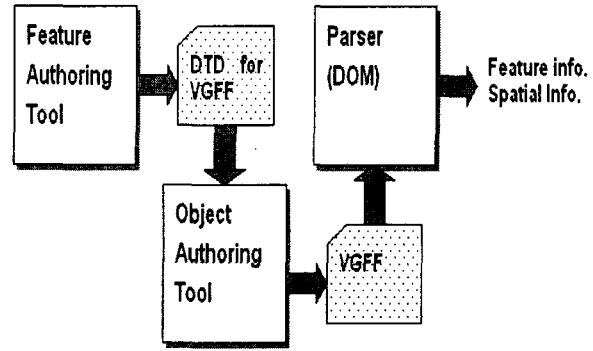 Feature
Authoring
Tool
DTD for
VGFF
Parser
(DOM)
Feature info.
Spatial Info.
Object
Authoring
Tool
VGFF